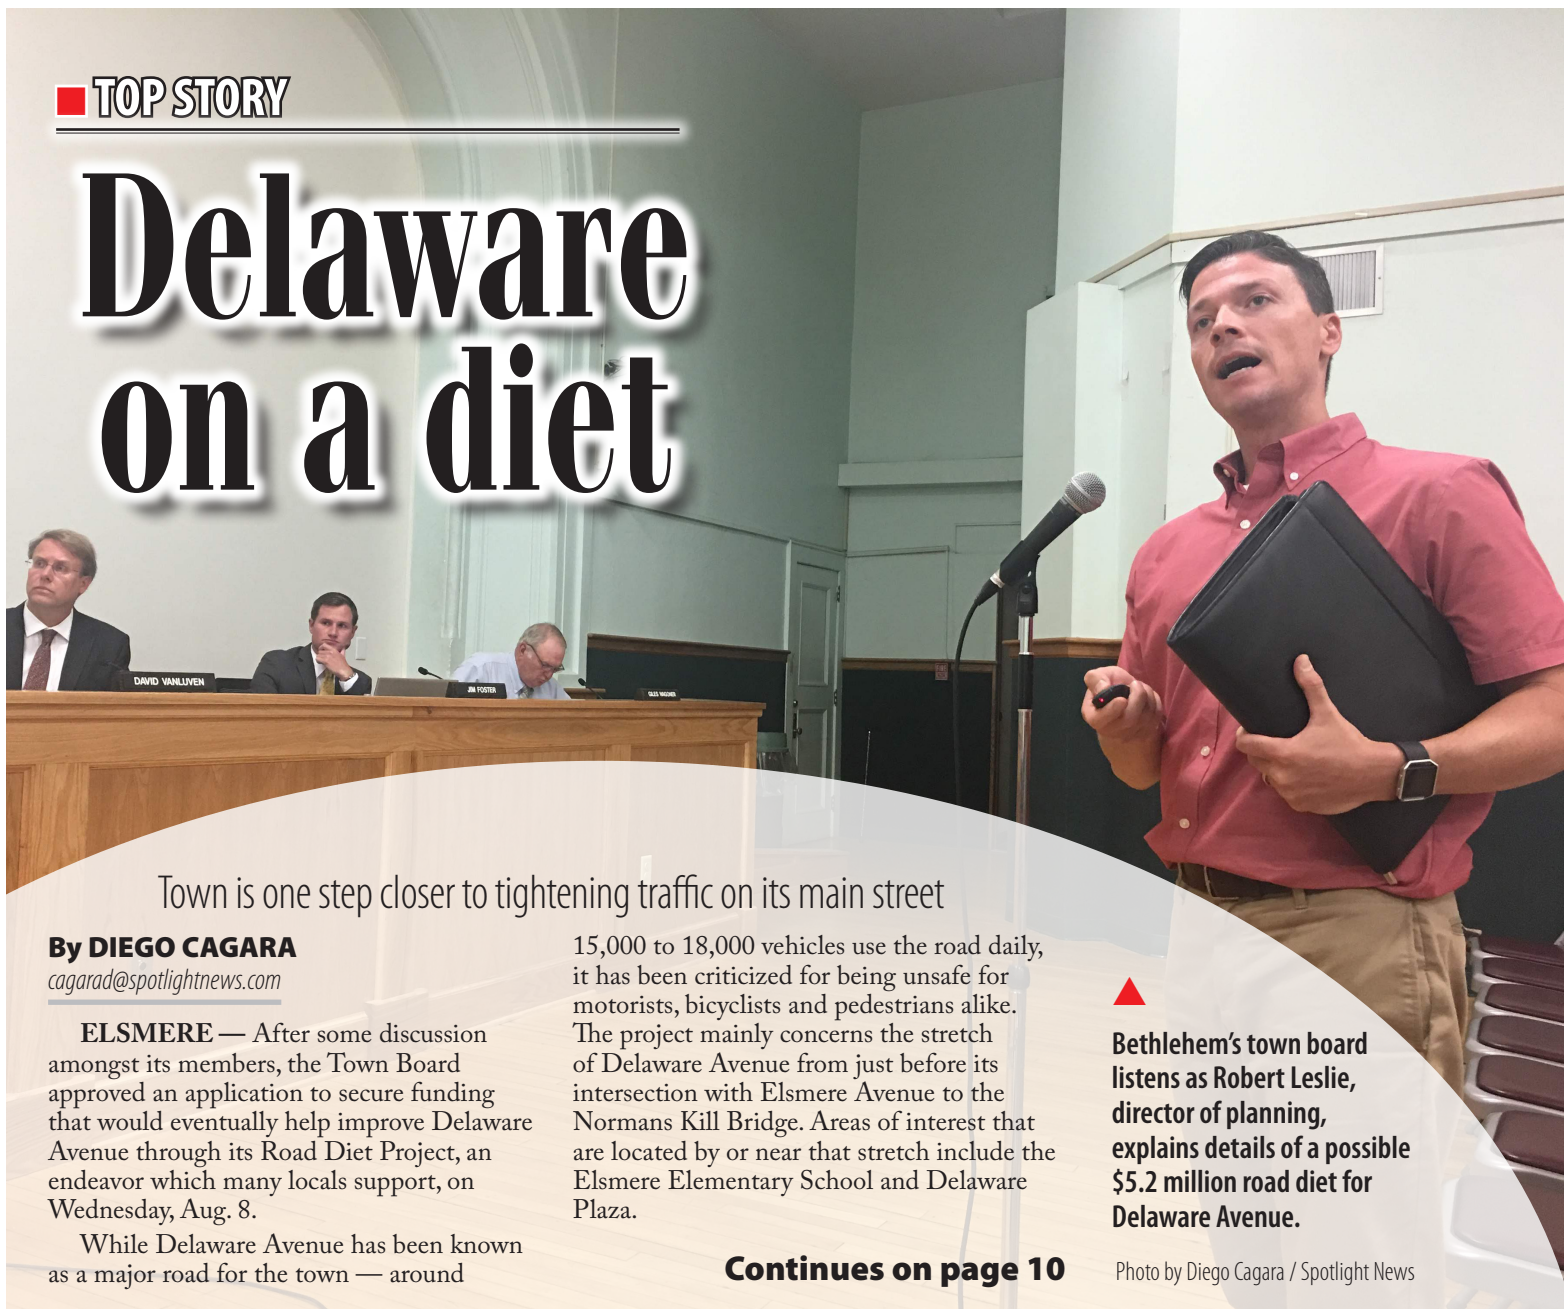 TOP STORY
Delaware
on a diet
DAVID VANLUVEN
JIM FOSTER
GILES WAGONER
Town is one step closer to tightening traffic on its main street
By DIEGO CAGARA
cagarad@spotlightnews.com
ELSMERE — After some discussion
amongst its members, the Town Board
approved an application to secure funding
that would eventually help improve Delaware
Avenue through its Road Diet Project, an
endeavor which many locals support, on
Wednesday, Aug. 8.
While Delaware Avenue has been known
as a major road for the town — around
15,000 to 18,000 vehicles use the road daily,
it has been criticized for being unsafe for
motorists, bicyclists and pedestrians alike.
The project mainly concerns the stretch
of Delaware Avenue from just before its
intersection with Elsmere Avenue to the
Normans Kill Bridge. Areas of interest that
are located by or near that stretch include the
Elsmere Elementary School and Delaware
Plaza.
Continues on page 10
Bethlehem's town board
listens as Robert Leslie,
director of planning,
explains details of a possible
$5.2 million road diet for
Delaware Avenue.
Photo by Diego Cagara / Spotlight News